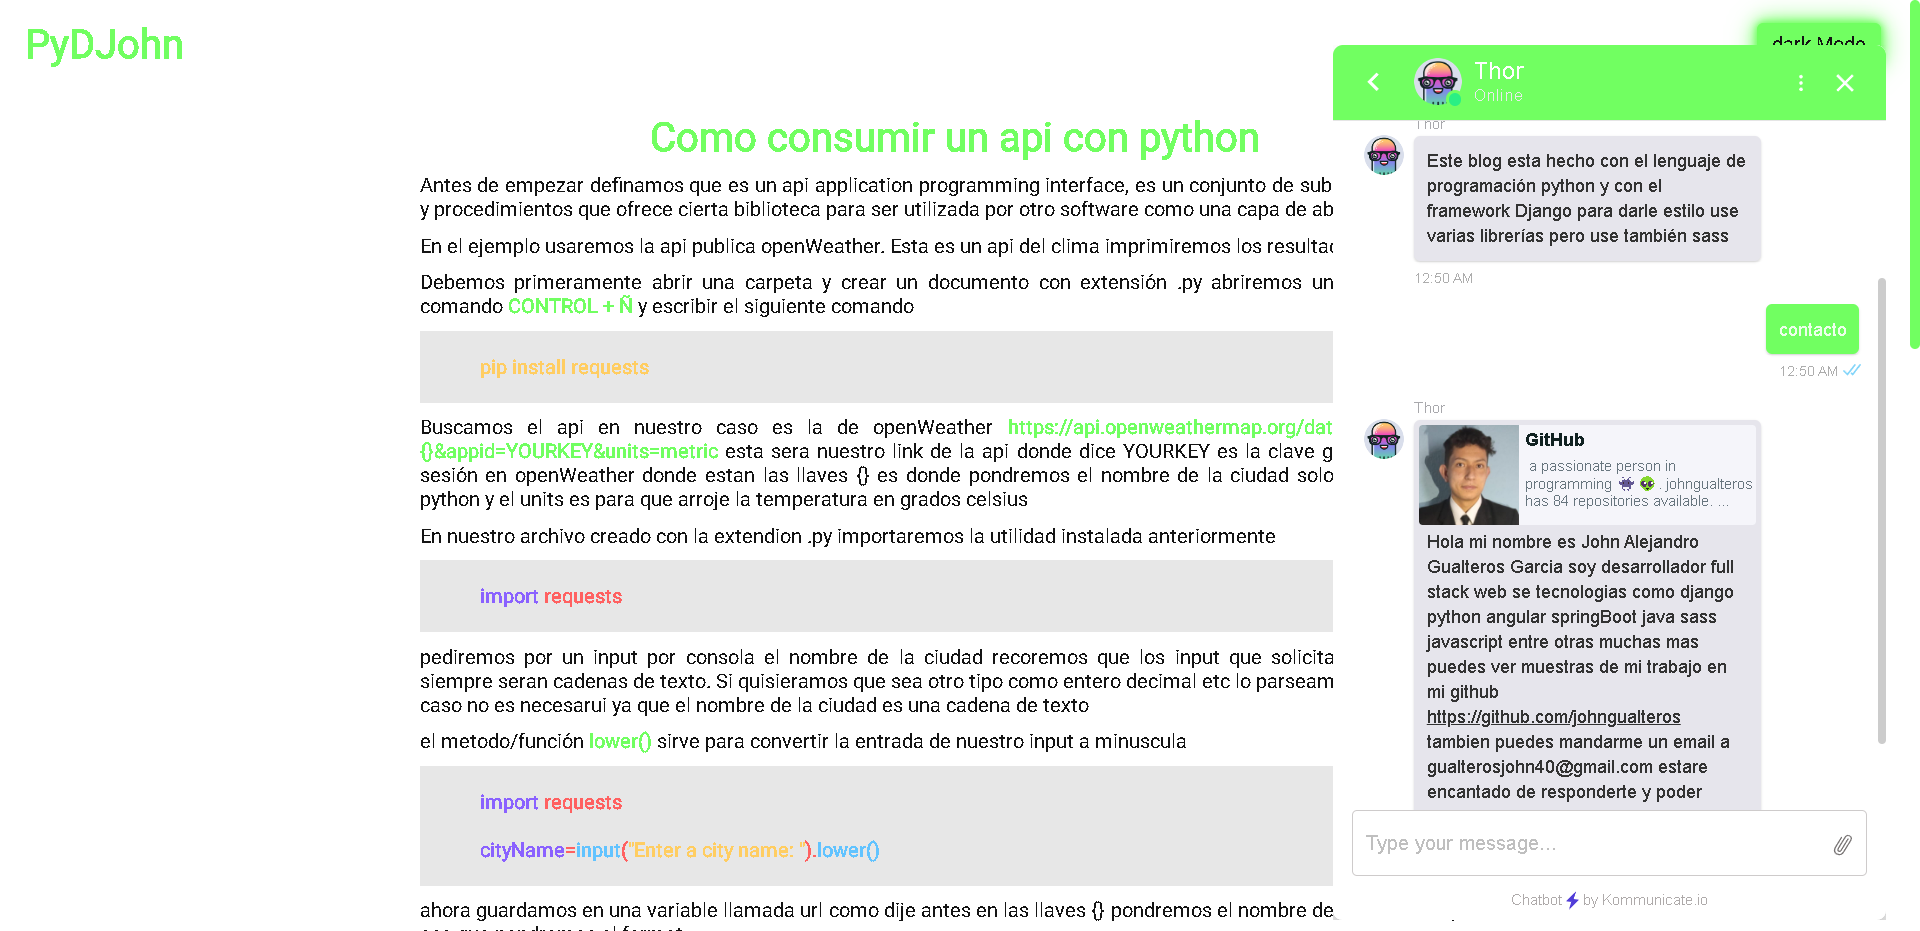 PyDJohn
dark Mode
Como consumir un api con python
Antes de empezar definamos que es un api application programming interface, es un conjunto de sub
y procedimientos que ofrece cierta biblioteca para ser utilizada por otro software como una capa de ab
En el ejemplo usaremos la api publica openWeather. Esta es un api del clima imprimiremos los resultad
Debemos primeramente abrir una carpeta y crear un documento con extensión .py abriremos un
comando CONTROL + Ñ y escribir el siguiente comando
pip install requests
Buscamos el api en nuestro caso es la de openWeather https://api.openweathermap.org/dat
{}&appid=YOURKEY&units=metric esta sera nuestro link de la api donde dice YOURKEY es la clave g
sesión en openWeather donde estan las llaves {} es donde pondremos el nombre de la ciudad solo
python y el units es para que arroje la temperatura en grados celsius
En nuestro archivo creado con la extendion .py importaremos la utilidad instalada anteriormente
import requests
pediremos por un input por consola el nombre de la ciudad recoremos que los input que solicita
siempre seran cadenas de texto. Si quisieramos que sea otro tipo como entero decimal etc lo parseam
caso no es necesarui ya que el nombre de la ciudad es una cadena de texto
el metodo/función lower() sirve para convertir la entrada de nuestro input a minuscula
import requests
cityName=input("Enter a city name: ").lower()
ahora guardamos en una variable llamada url como dije antes en las llaves {} pondremos el nombre de
Thor
Online
Thor
Este blog esta hecho con el lenguaje de
programación python y con el
framework Django para darle estilo use
varias librerías pero use también sass
12:50 AM
contacto
12:50 AM
Thor
GitHub
a passionate person in
programming 👾 👽 . johngualteros
has 84 repositories available. ...
Hola mi nombre es John Alejandro
Gualteros Garcia soy desarrollador full
stack web se tecnologias como django
python angular springBoot java sass
javascript entre otras muchas mas
puedes ver muestras de mi trabajo en
mi github
https://github.com/johngualteros
tambien puedes mandarme un email a
gualterosjohn40@gmail.com estare
encantado de responderte y poder
Type your message...
Chatbot ⚡ by Kommunicate.io